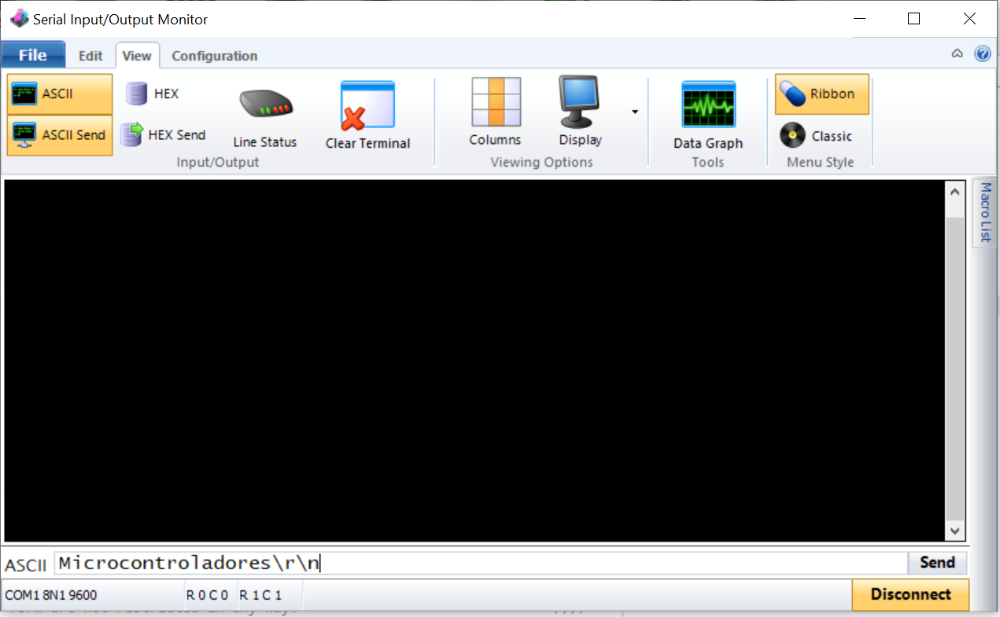 Serial Input/Output Monitor
File Edit View Configuration
ASCII HEX
ASCII Send HEX Send Line Status Clear Terminal Columns Display Data Graph Ribbon
Classic
Input/Output Viewing Options Tools Menu Style
Macro List
ASCII Microcontroladores\r\n Send
COM1 8N1 9600 R 0 C 0 R 1 C 1 Disconnect